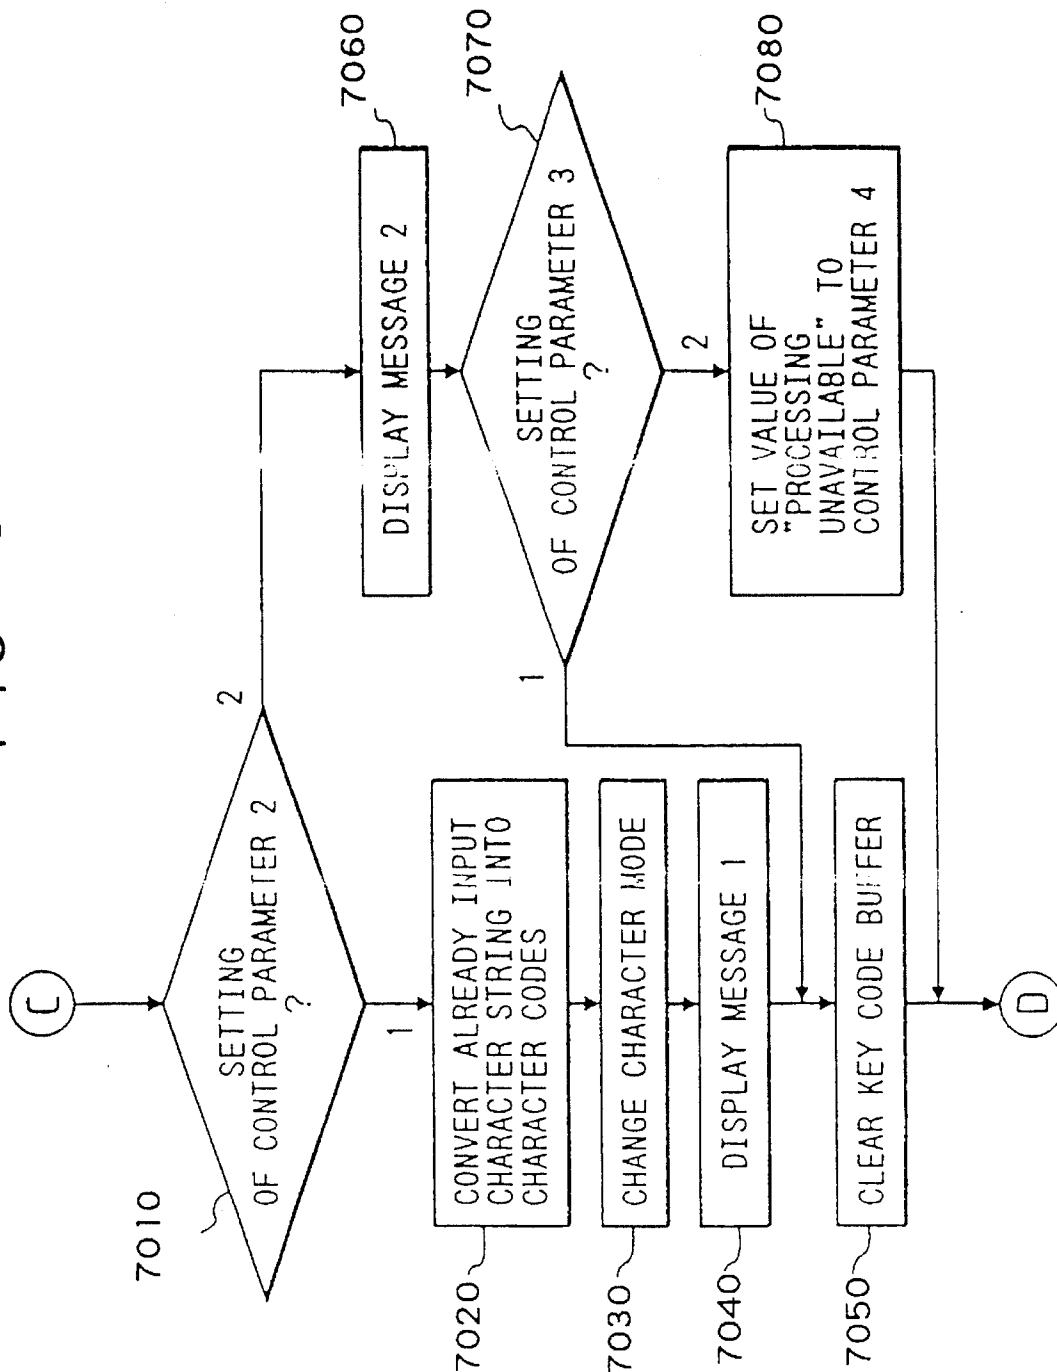 C
7010
SETTING
OF CONTROL PARAMETER 2
?
1
2
7020
CONVERT ALREADY INPUT
CHARACTER STRING INTO
CHARACTER CODES
7030
CHANGE CHARACTER MODE
7040
DISPLAY MESSAGE 1
7050
CLEAR KEY CODE BUFFER
D
7060
DISPLAY MESSAGE 2
7070
SETTING
OF CONTROL PARAMETER 3
?
1
2
7080
SET VALUE OF
"PROCESSING
UNAVAILABLE" TO
CONTROL PARAMETER 4